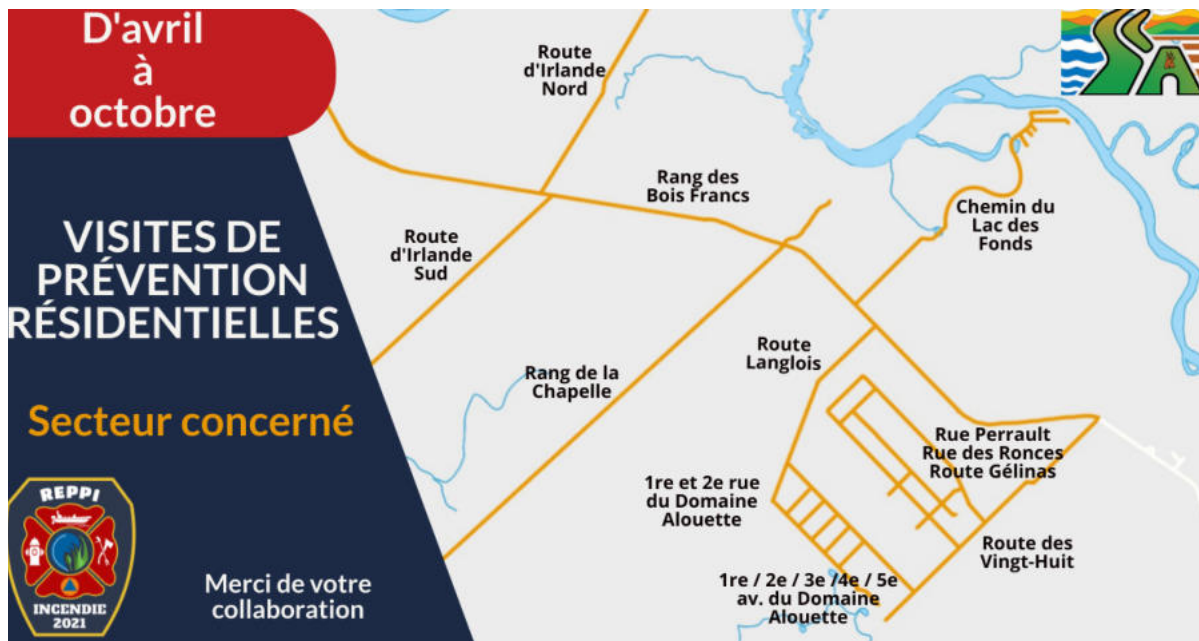 D'avril
à
octobre
VISITES DE
PRÉVENTION
RÉSIDENTIELLES
Secteur concerné
REPPI
INCENDIE
2021
Merci de votre
collaboration
Route
d'Irlande
Nord
Rang des
Bois Francs
Chemin du
Lac des
Fonds
Route
d'Irlande
Sud
Route
Langlois
Rang de la
Chapelle
Rue Perrault
Rue des Ronces
Route Gélinas
1re et 2e rue
du Domaine
Alouette
Route des
Vingt-Huit
1re / 2e / 3e /4e / 5e
av. du Domaine
Alouette